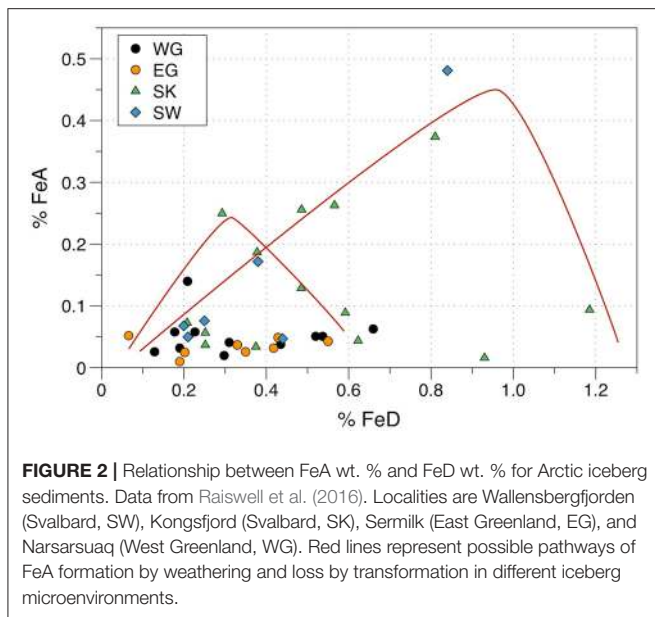 0.5
0.4
0.3
0.2
0.1
0
% FeA
WG
EG
SK
SW
0
0.2
0.4
0.6
0.8
1.0
1.2
% FeD
FIGURE 2 | Relationship between FeA wt. % and FeD wt. % for Arctic iceberg
sediments. Data from Raiswell et al. (2016). Localities are Wallensbergfjorden
(Svalbard, SW), Kongsfjord (Svalbard, SK), Sermilk (East Greenland, EG), and
Narsarsuaq (West Greenland, WG). Red lines represent possible pathways of
FeA formation by weathering and loss by transformation in different iceberg
microenvironments.